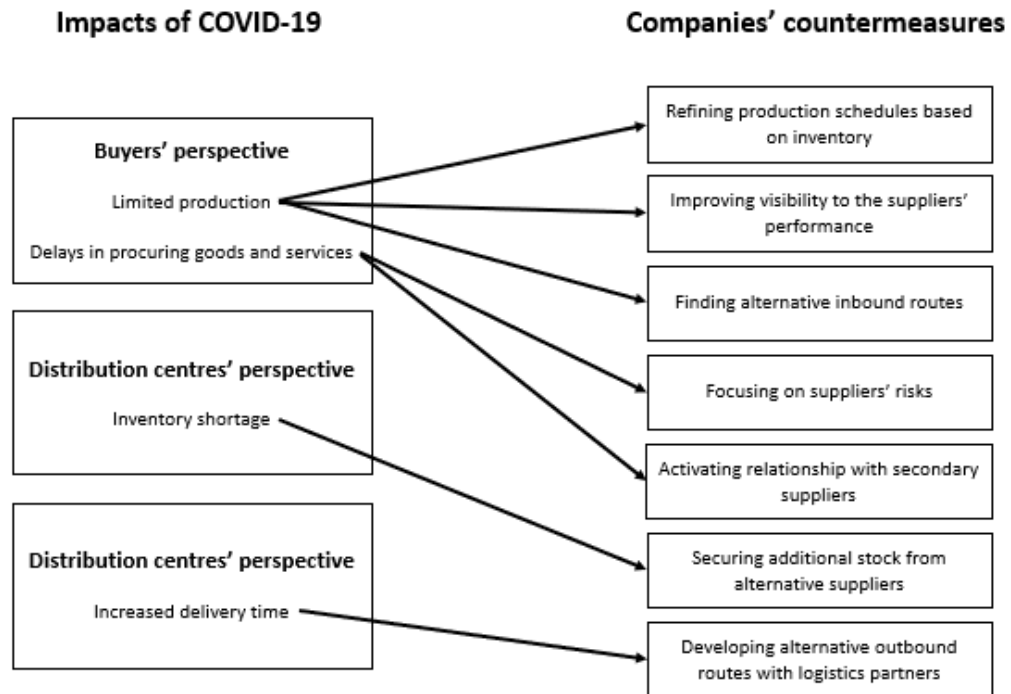 Impacts of COVID-19
Companies’ countermeasures
Buyers’ perspective
Limited production
Delays in procuring goods and services
Distribution centres’ perspective
Inventory shortage
Distribution centres’ perspective
Increased delivery time
Refining production schedules based
on inventory
Improving visibility to the suppliers’
performance
Finding alternative inbound routes
Focusing on suppliers’ risks
Activating relationship with secondary
suppliers
Securing additional stock from
alternative suppliers
Developing alternative outbound
routes with logistics partners